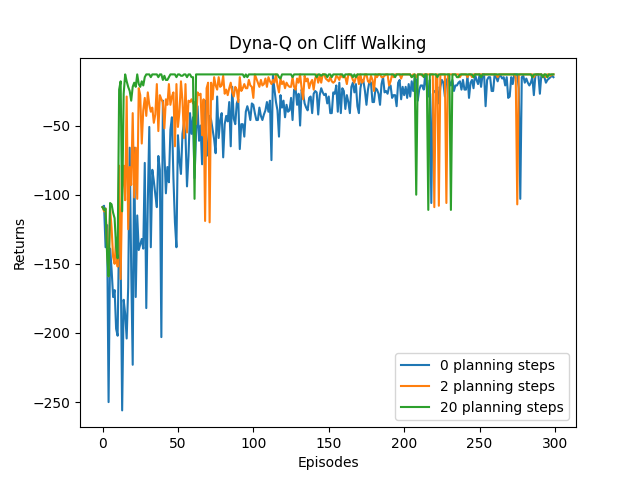 Dyna-Q on Cliff Walking
Returns
−50
−100
−150
−200
−250
0 planning steps
2 planning steps
20 planning steps
0 50 100 150 200 250 300
Episodes